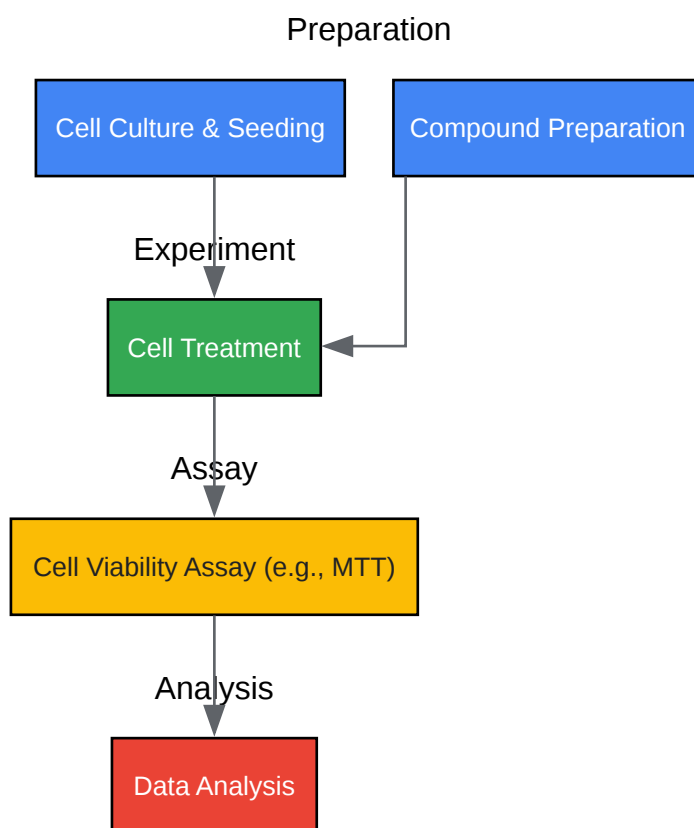 Preparation
Cell Culture & Seeding
Compound Preparation
Experiment
Cell Treatment
Assay
Cell Viability Assay (e.g., MTT)
Analysis
Data Analysis